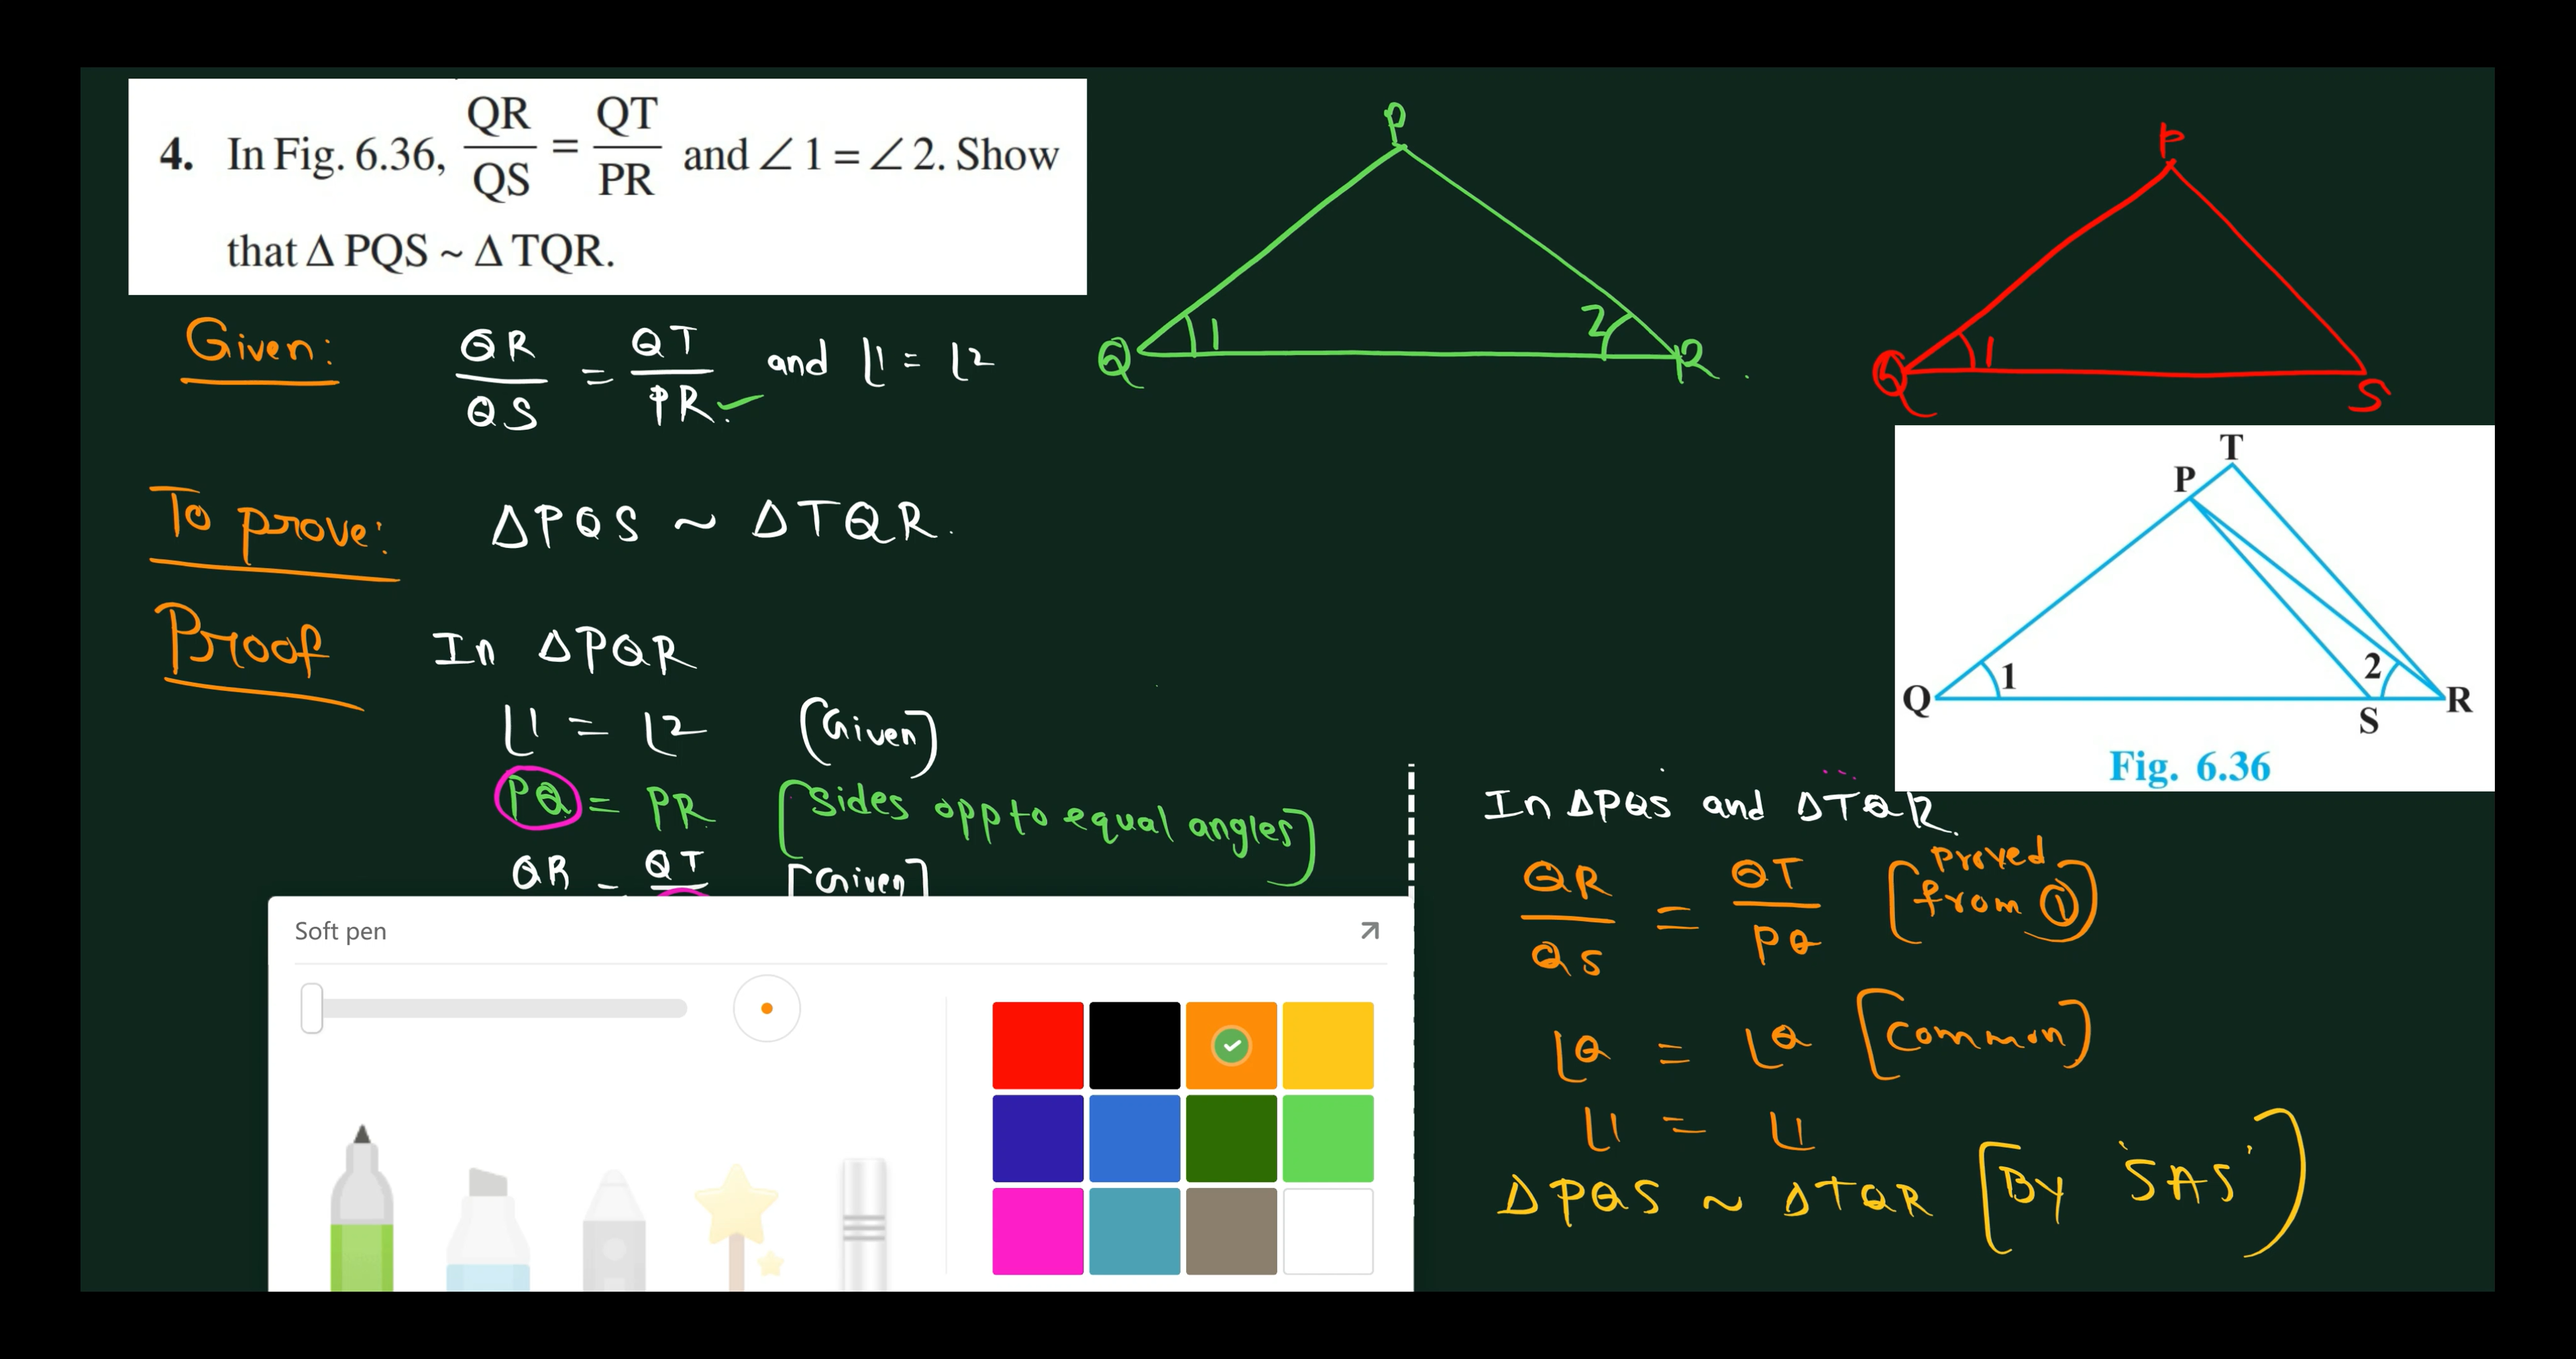 4. In Fig. 6.36, QR/QS = QT/PR and ∠1 = ∠2. Show
that Δ PQS ~ Δ TQR.
P
Q 1 2 R.
P
Q 1 S
Given: QR/QS = QT/PR. and ∠1 = ∠2
To prove: ΔPQS ~ ΔTQR.
Proof In ΔPQR
∠1 = ∠2 [Given]
PQ = PR [Sides opp to equal angles]
QR = QT [Given]
T
P
Q 1 2 R
S
Fig. 6.36
In ΔPQS and ΔTQR.
QR/QS = QT/PQ [proved from ①]
∠Q = ∠Q [Common]
∠1 = ∠1
ΔPQS ~ ΔTQR [By 'SAS']
Soft pen